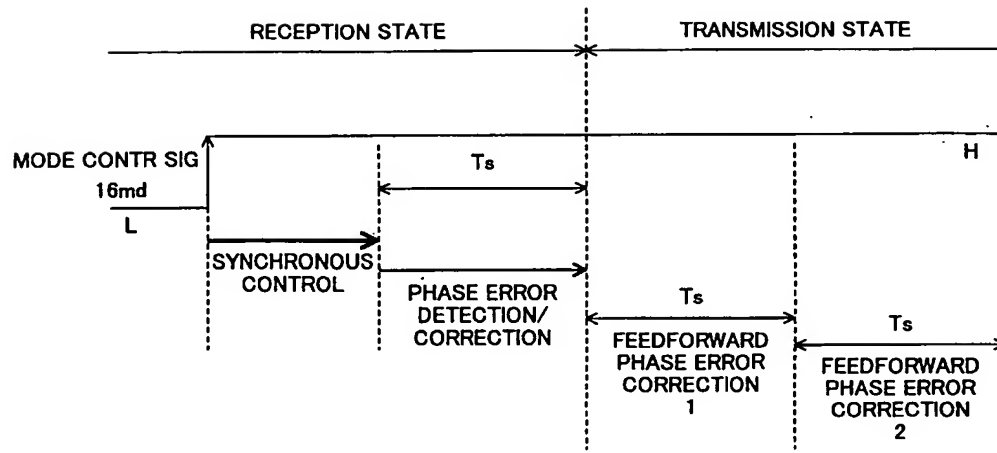 RECEPTION STATE
TRANSMISSION STATE
MODE CONTR SIG
16md
L
H
Ts
SYNCHRONOUS
CONTROL
PHASE ERROR
DETECTION/
CORRECTION
Ts
FEEDFORWARD
PHASE ERROR
CORRECTION
1
Ts
FEEDFORWARD
PHASE ERROR
CORRECTION
2